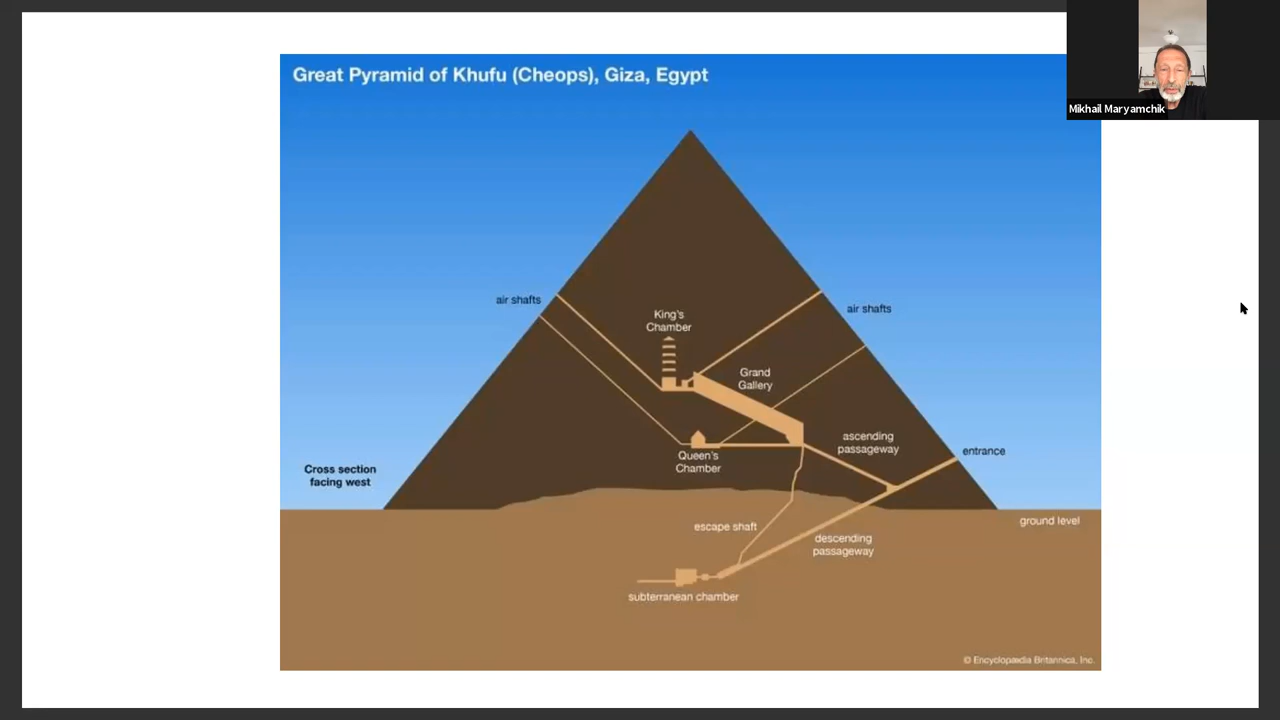 Great Pyramid of Khufu (Cheops), Giza, Egypt
Mikhail Maryamchik
air shafts
air shafts
King's
Chamber
Grand
Gallery
ascending
passageway
entrance
Queen's
Chamber
Cross section
facing west
ground level
escape shaft
descending
passageway
subterranean chamber
© Encyclopædia Britannica, Inc.